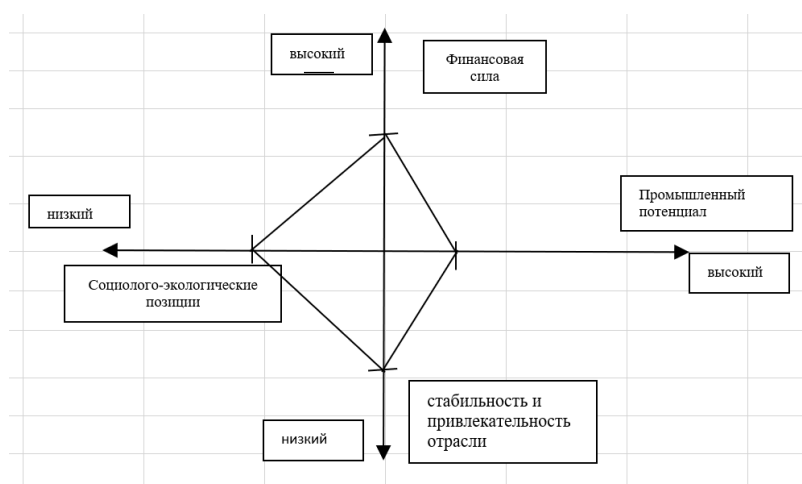 высокий
Финансовая
сила
Промышленный
потенциал
низкий
высокий
Социолого-экологические
позиции
стабильность и
привлекательность
отрасли
низкий